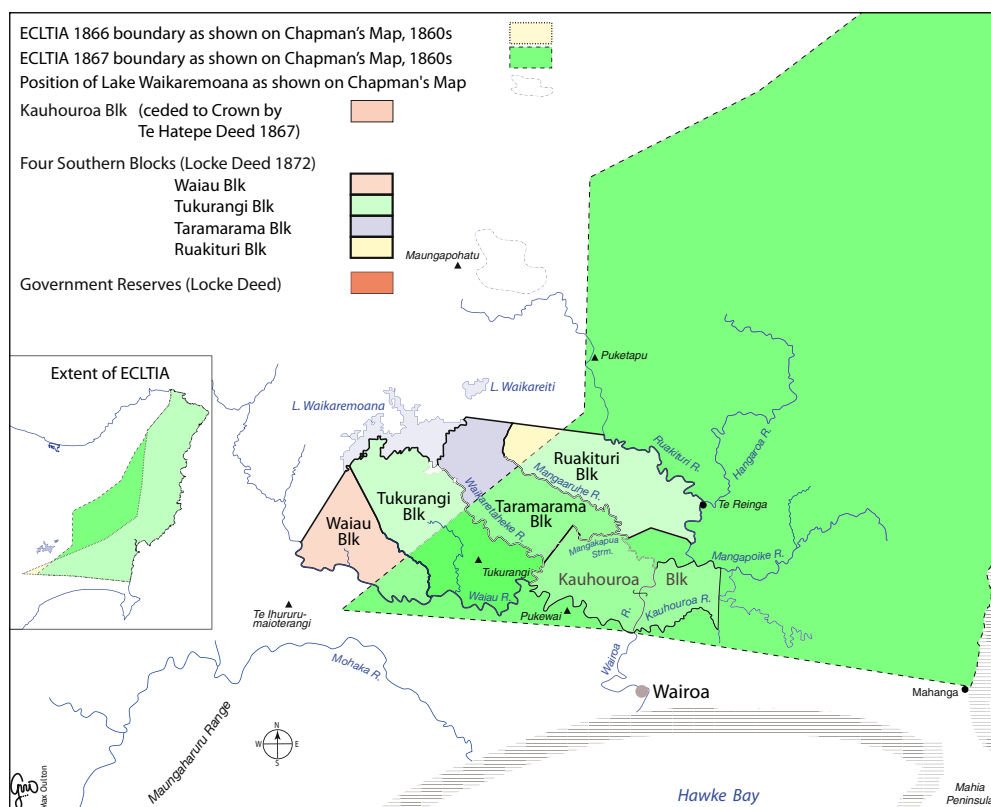 ECLTIA 1866 boundary as shown on Chapman's Map, 1860s
ECLTIA 1867 boundary as shown on Chapman's Map, 1860s
Position of Lake Waikaremoana as shown on Chapman's Map
Kauhouroa Blk (ceded to Crown by
Te Hatepe Deed 1867)
Four Southern Blocks (Locke Deed 1872)
Waiau Blk
Tukurangi Blk
Taramarama Blk
Ruakituri Blk
Government Reserves (Locke Deed)
Maungapohatu
Puketapu
Extent of ECLTIA
L. Waikareiti
L. Waikaremoana
Ruakituri R.
Hangaroa R.
Ruakituri
Blk
Mangaaruhe R.
Te Reinga
Tukurangi
Blk
Waikaretaheke R.
Taramarama
Blk
Waiau
Blk
Mangakapua
Strm.
Mangapoike R.
Tukurangi
Kauhouroa Blk
Waiau R.
Kauhouroa R.
Pukewai
Te Ihururu-
maioterangi
Wairoa R.
Mohaka R.
Wairoa
Mahanga
Maungaharuru Range
N
W E
S
Max Oulton
Hawke Bay
Mahia
Peninsula